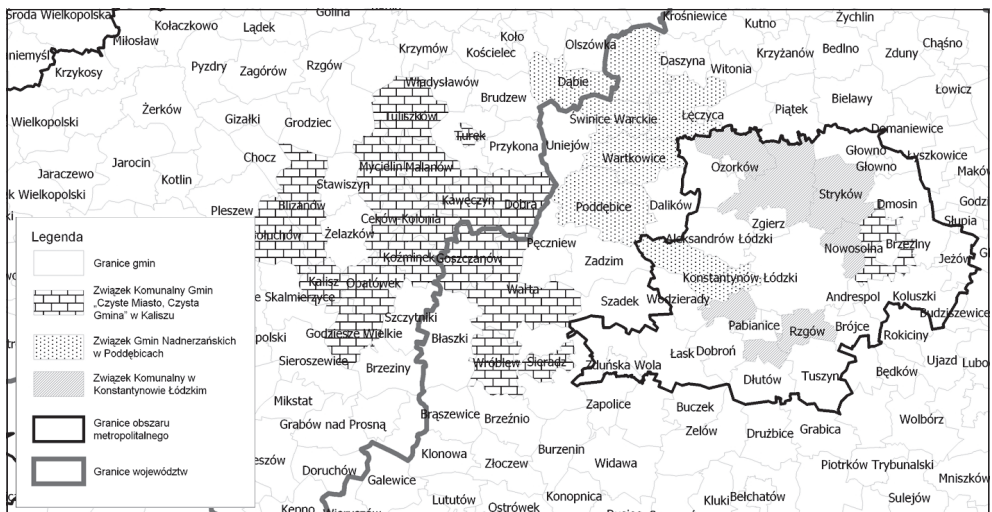 Środa Wielkopolska
Kołaczkowo
Lądek
Golina
Miłosław
Krzykosy
Pyzdry
Zagórów
Rzgów
Krzymów
Koło
Kościelec
Olszówka
Krośniewice
Kutno
Żychlin
Daszyna
Witonia
Krzyżanów
Bedlno
Zduny
Chąśno
Łowicz
Władysławów
Brudzew
Dąbie
Wielkopolski
Żerków
Gizałki
Grodziec
Tuliszków
Turek
Świnice Warckie
Łęczyca
Piątek
Bielawy
Domaniewice
Jarocin
Chocz
Przykona
Uniejów
Wartkowice
Głowno
Głowno
Łyszkowice
Jaraczewo
Kotlin
Mycielin
Malanów
Ozorków
Wielkopolski
Stawiszyn
Stryków
Pleszew
Blizanów
Kawęczyn
Dobra
Poddębice
Dalików
Dmosin
Ceków-Kolonia
Zgierz
Słupia
Żelazków
Pęczniew
Aleksandrów Łódzki
Nowosolna
Brzeziny
Jeżów
Koźminek
Goszczanów
Zadzim
Kalisz
Opatówek
Konstantynów Łódzki
e Skalmierzyce
Warta
Szadek
Wodzierady
Andrespol
Koluszki
Budziszewice
Szczytniki
polski
Godziesze Wielkie
Błaszki
Pabianice
Rzgów
Brójce
Rokiciny
Sieroszewice
Brzeziny
Wróblew
Sieradz
Zduńska Wola
Łask
Dobroń
Ujazd
Dłutów
Tuszyn
Będków
Mikstat
Brąszewice
Brzeźnio
Zapolice
Buczek
Grabów nad Prosną
Zelów
Drużbice
Grabica
Wolbórz
Klonowa
Złoczew
Burzenin
Widawa
Doruchów
Galewice
Piotrków Trybunalski
Lututów
Ostrówek
Konopnica
Kluki
Bełchatów
Sulejów
Legenda
Granice gmin
Związek Komunalny Gmin
„Czyste Miasto, Czysta
Gmina” w Kaliszu
Związek Gmin Nadnerzańskich
w Poddębicach
Związek Komunalny w
Konstantynowie Łódzkim
Granice obszaru
metropolitalnego
Granice województw